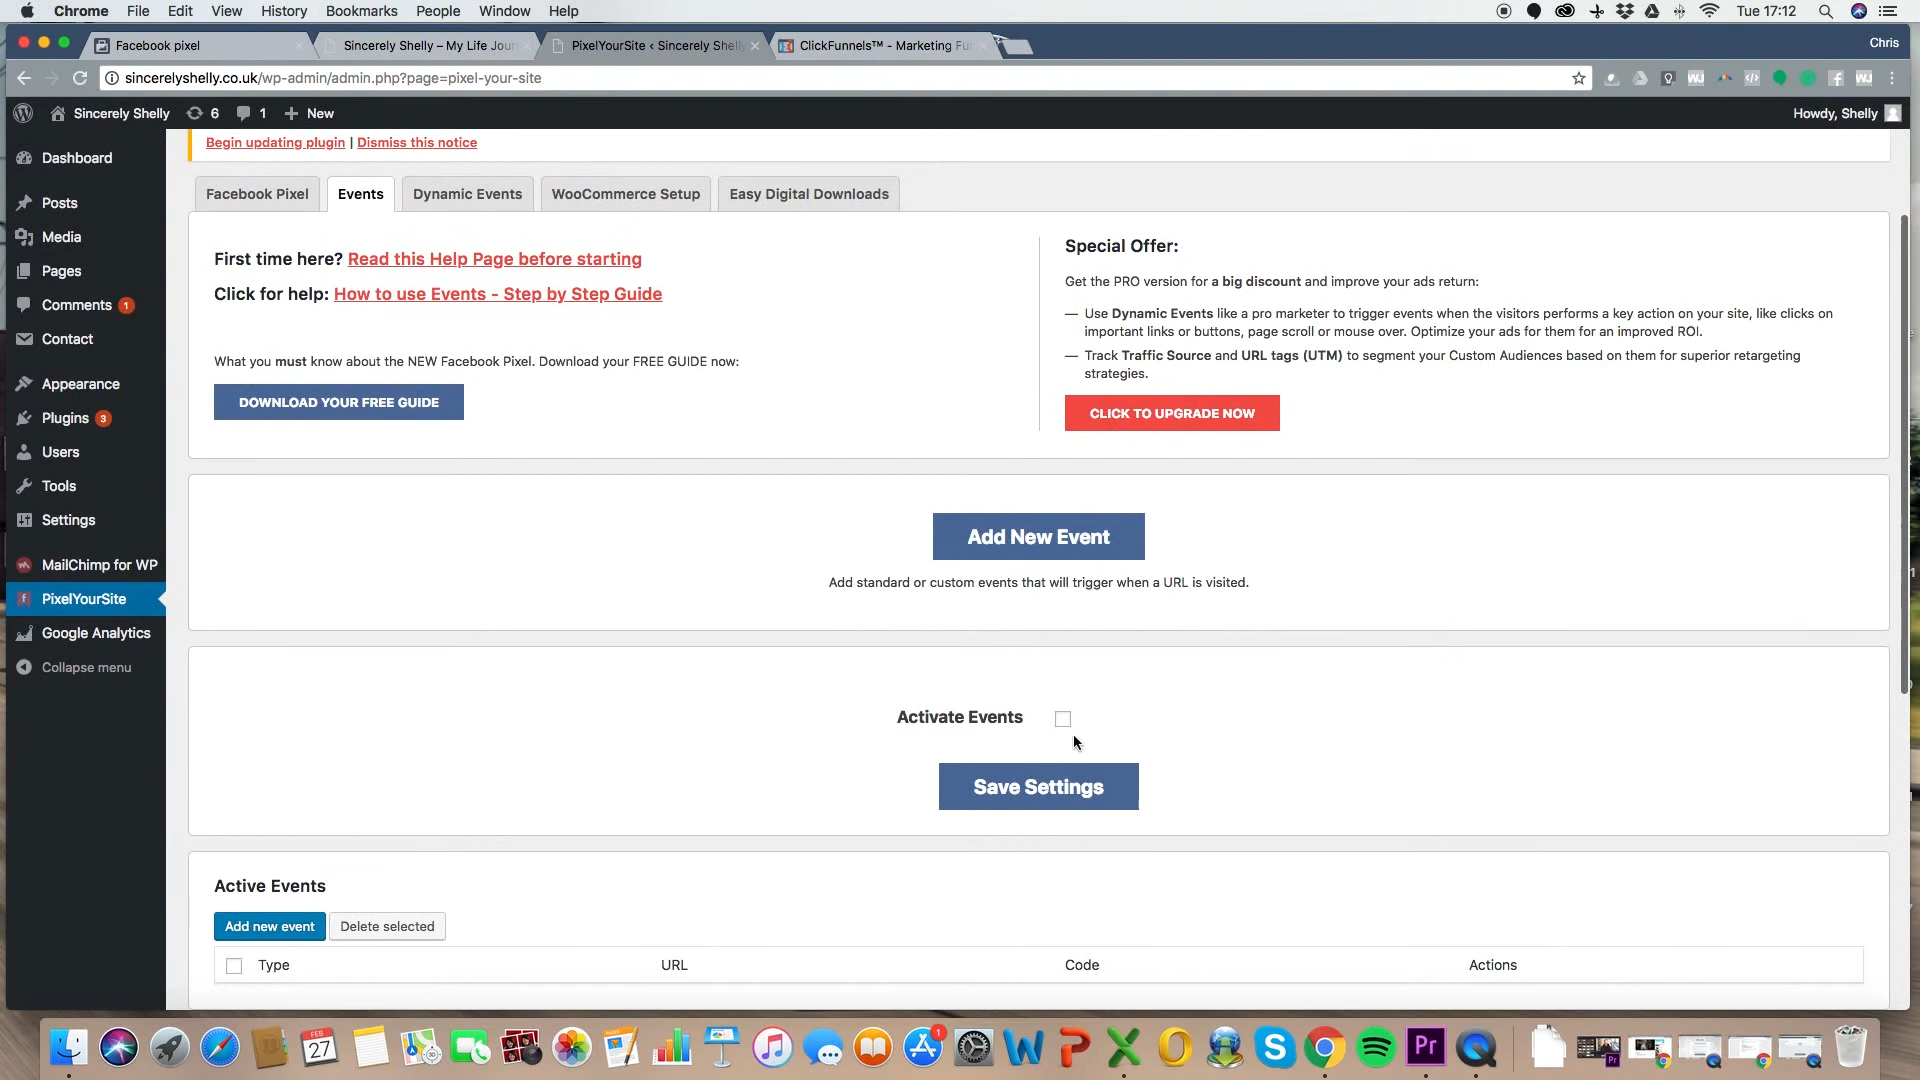 Chrome File Edit View History Bookmarks People Window Help
Tue 17:12
Facebook pixel
Sincerely Shelly – My Life Jour
PixelYourSite ‹ Sincerely Shelly
ClickFunnels™ - Marketing Fu
Chris
sincerelyshelly.co.uk/wp-admin/admin.php?page=pixel-your-site
Sincerely Shelly 6 1 New
Howdy, Shelly
Dashboard
Posts
Media
Pages
Comments 1
Contact
Appearance
Plugins 3
Users
Tools
Settings
MailChimp for WP
PixelYourSite
Google Analytics
Collapse menu
Begin updating plugin | Dismiss this notice
Facebook Pixel
Events
Dynamic Events
WooCommerce Setup
Easy Digital Downloads
First time here? Read this Help Page before starting
Click for help: How to use Events - Step by Step Guide
What you must know about the NEW Facebook Pixel. Download your FREE GUIDE now:
DOWNLOAD YOUR FREE GUIDE
Special Offer:
Get the PRO version for a big discount and improve your ads return:
— Use Dynamic Events like a pro marketer to trigger events when the visitors performs a key action on your site, like clicks on
important links or buttons, page scroll or mouse over. Optimize your ads for them for an improved ROI.
— Track Traffic Source and URL tags (UTM) to segment your Custom Audiences based on them for superior retargeting
strategies.
CLICK TO UPGRADE NOW
Add New Event
Add standard or custom events that will trigger when a URL is visited.
Activate Events
Save Settings
Active Events
Add new event
Delete selected
Type URL Code Actions
FEB
27
1
Pr